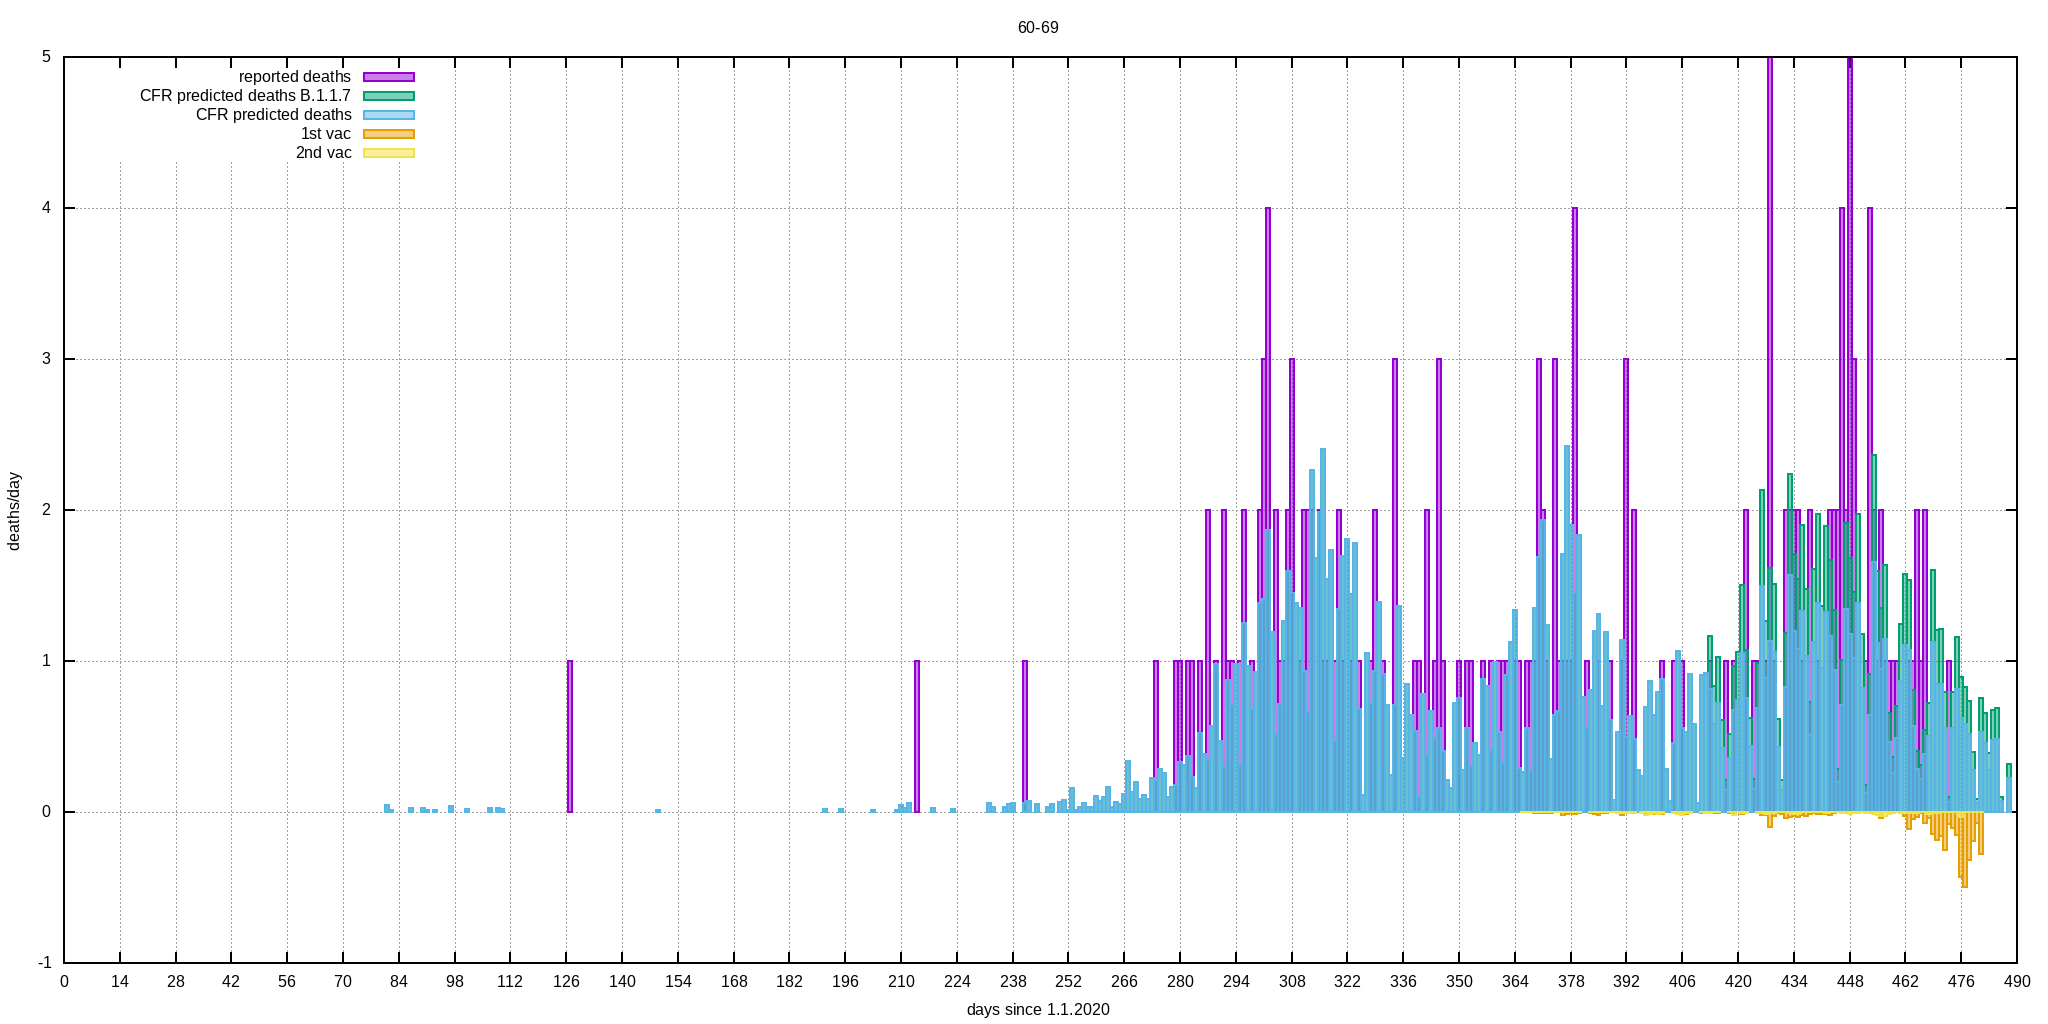 60-69
reported deaths
CFR predicted deaths B.1.1.7
CFR predicted deaths
1st vac
2nd vac
5
4
3
2
1
0
-1
deaths/day
0 14 28 42 56 70 84 98 112 126 140 154 168 182 196 210 224 238 252 266 280 294 308 322 336 350 364 378 392 406 420 434 448 462 476 490
days since 1.1.2020